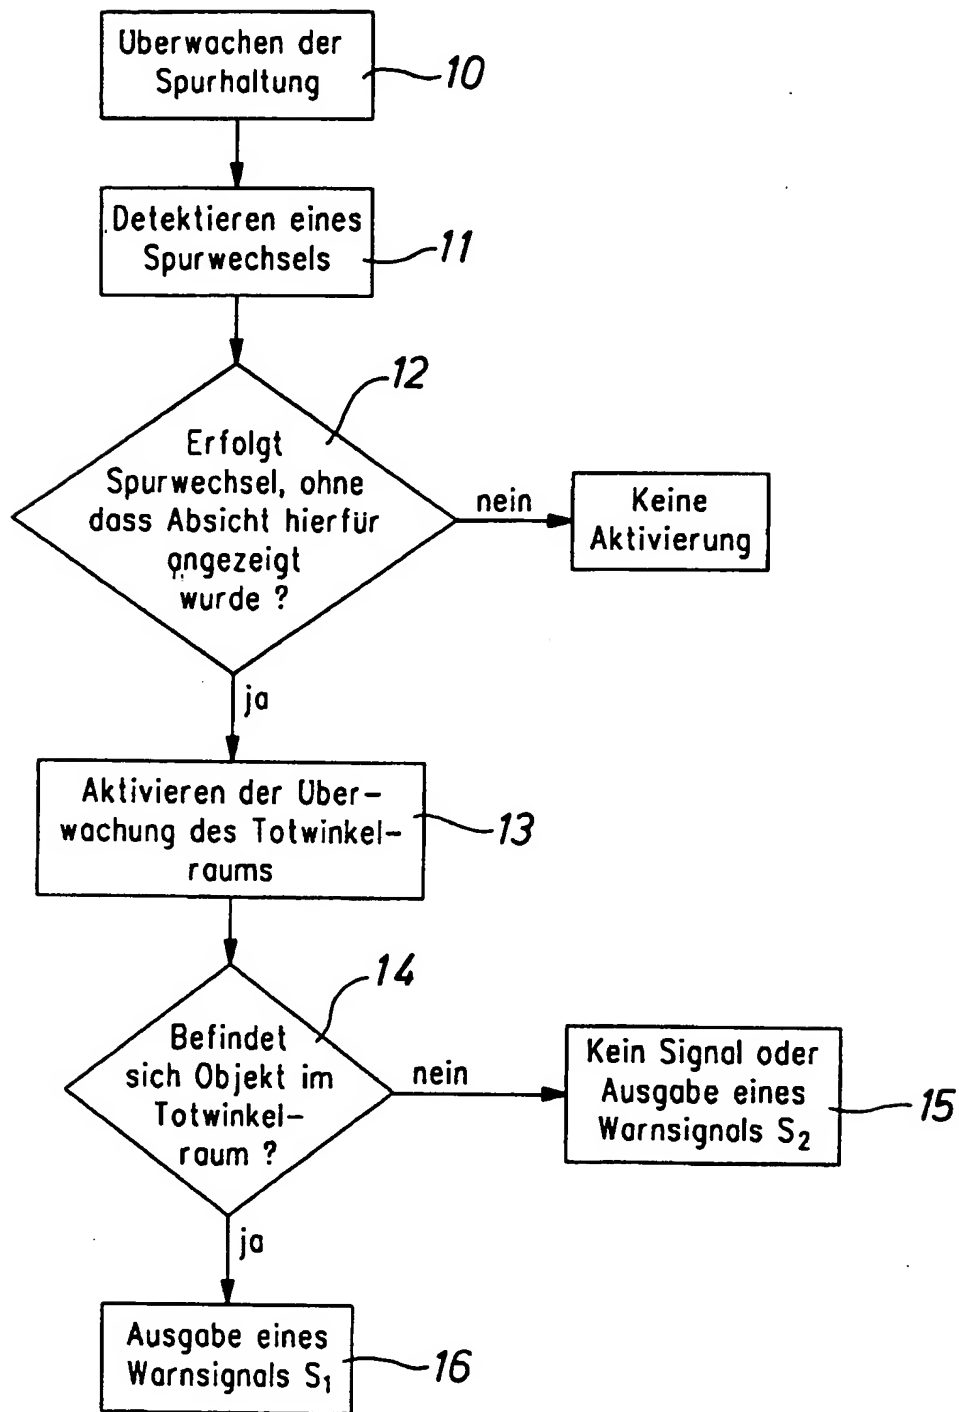 Überwachen der
Spurhaltung
10
Detektieren eines
Spurwechsels
11
12
Erfolgt
Spurwechsel, ohne
dass Absicht hierfür
angezeigt
wurde ?
nein
Keine
Aktivierung
ja
Aktivieren der Über-
wachung des Totwinkel-
raums
13
14
Befindet
sich Objekt im
Totwinkel-
raum ?
nein
Kein Signal oder
Ausgabe eines
Warnsignals S₂
15
ja
Ausgabe eines
Warnsignals S₁
16